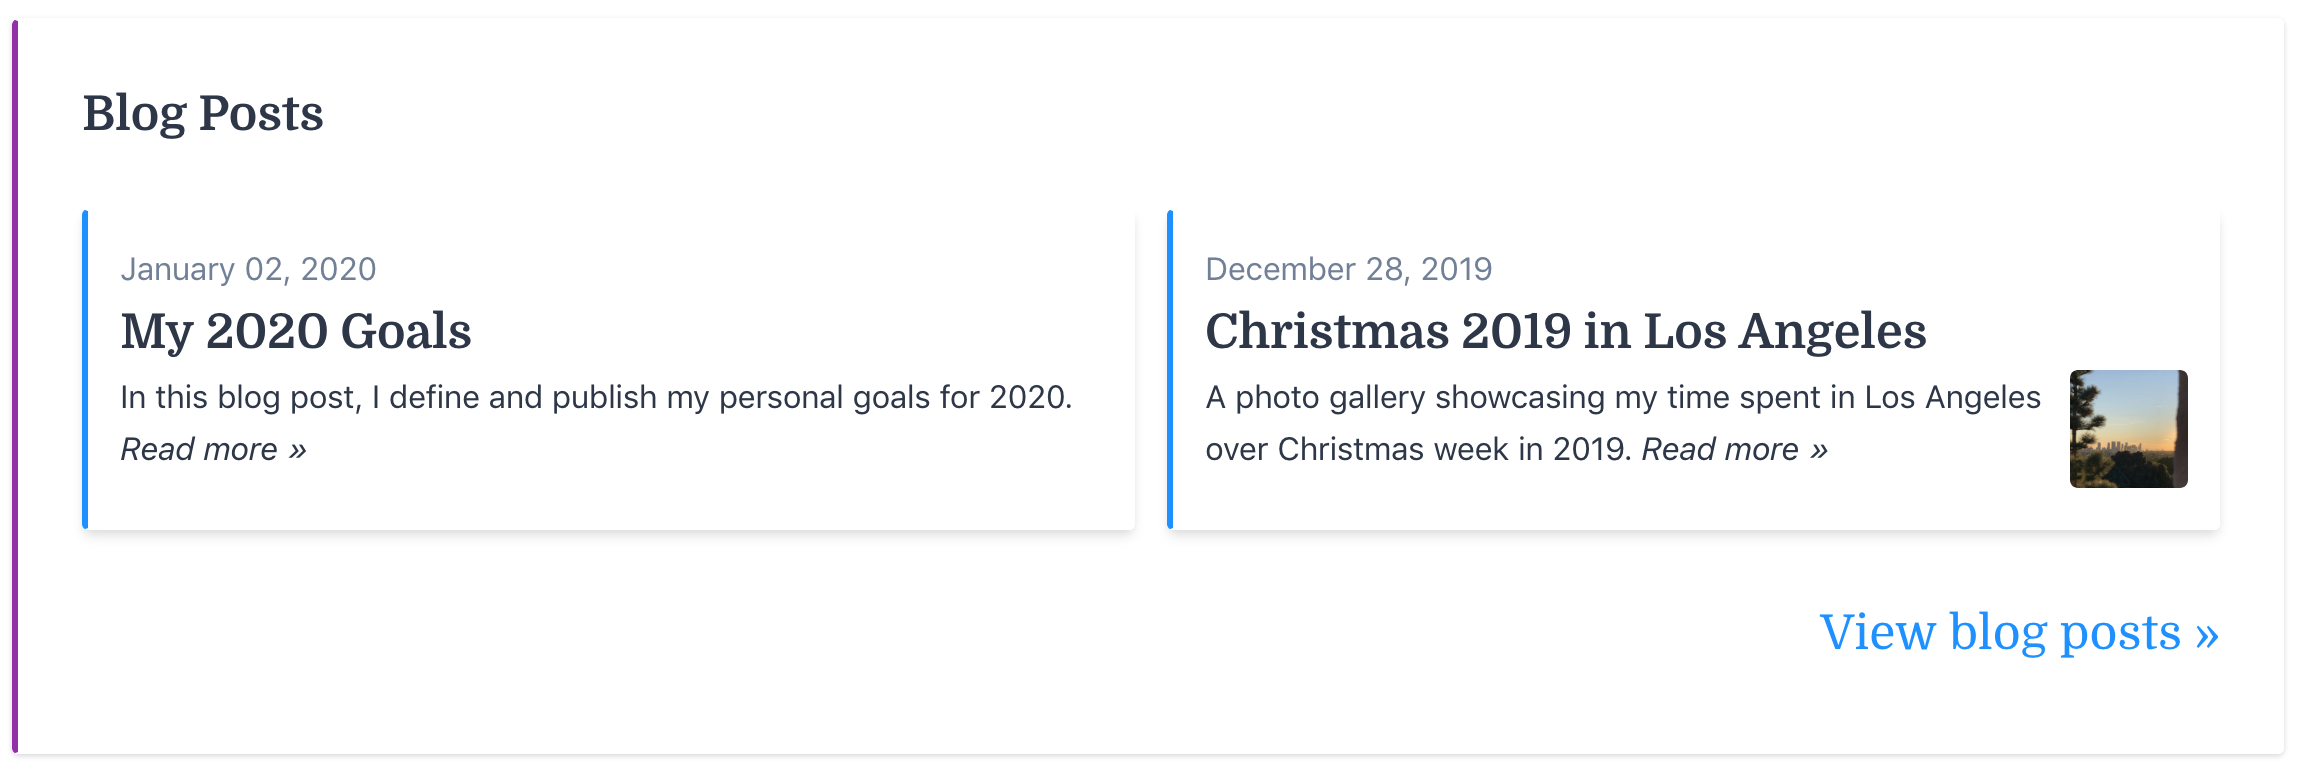 Blog Posts
January 02, 2020
My 2020 Goals
In this blog post, I define and publish my personal goals for 2020.
Read more »
December 28, 2019
Christmas 2019 in Los Angeles
A photo gallery showcasing my time spent in Los Angeles
over Christmas week in 2019. Read more »
View blog posts »